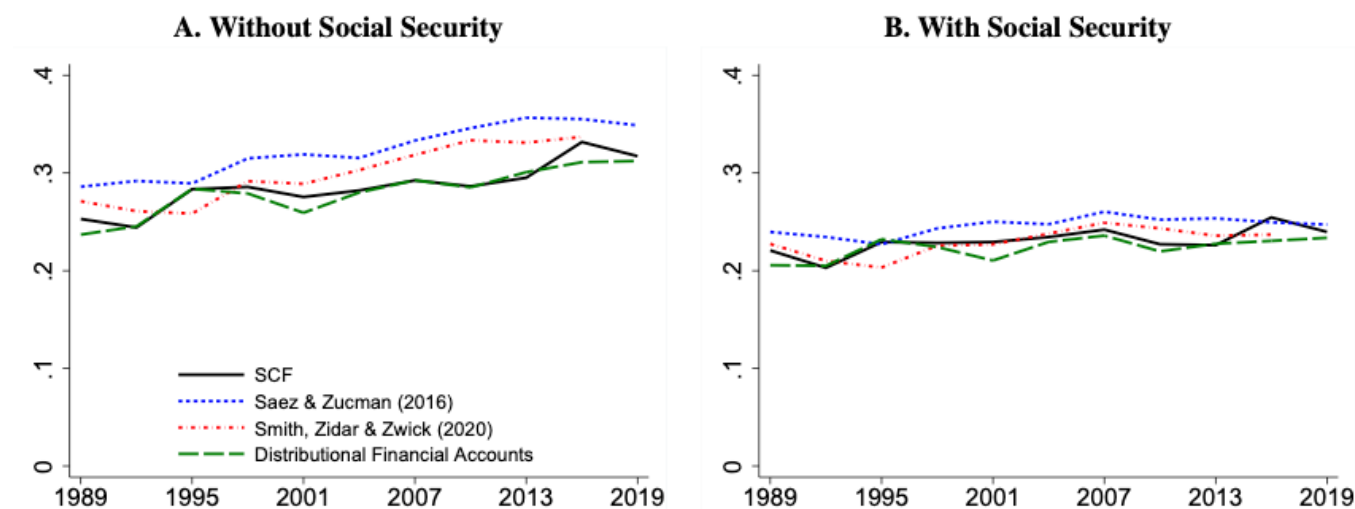 A. Without Social Security
.4
.3
.2
.1
0
SCF
Saez & Zucman (2016)
Smith, Zidar & Zwick (2020)
Distributional Financial Accounts
1989 1995 2001 2007 2013 2019
B. With Social Security
.4
.3
.2
.1
0
1989 1995 2001 2007 2013 2019